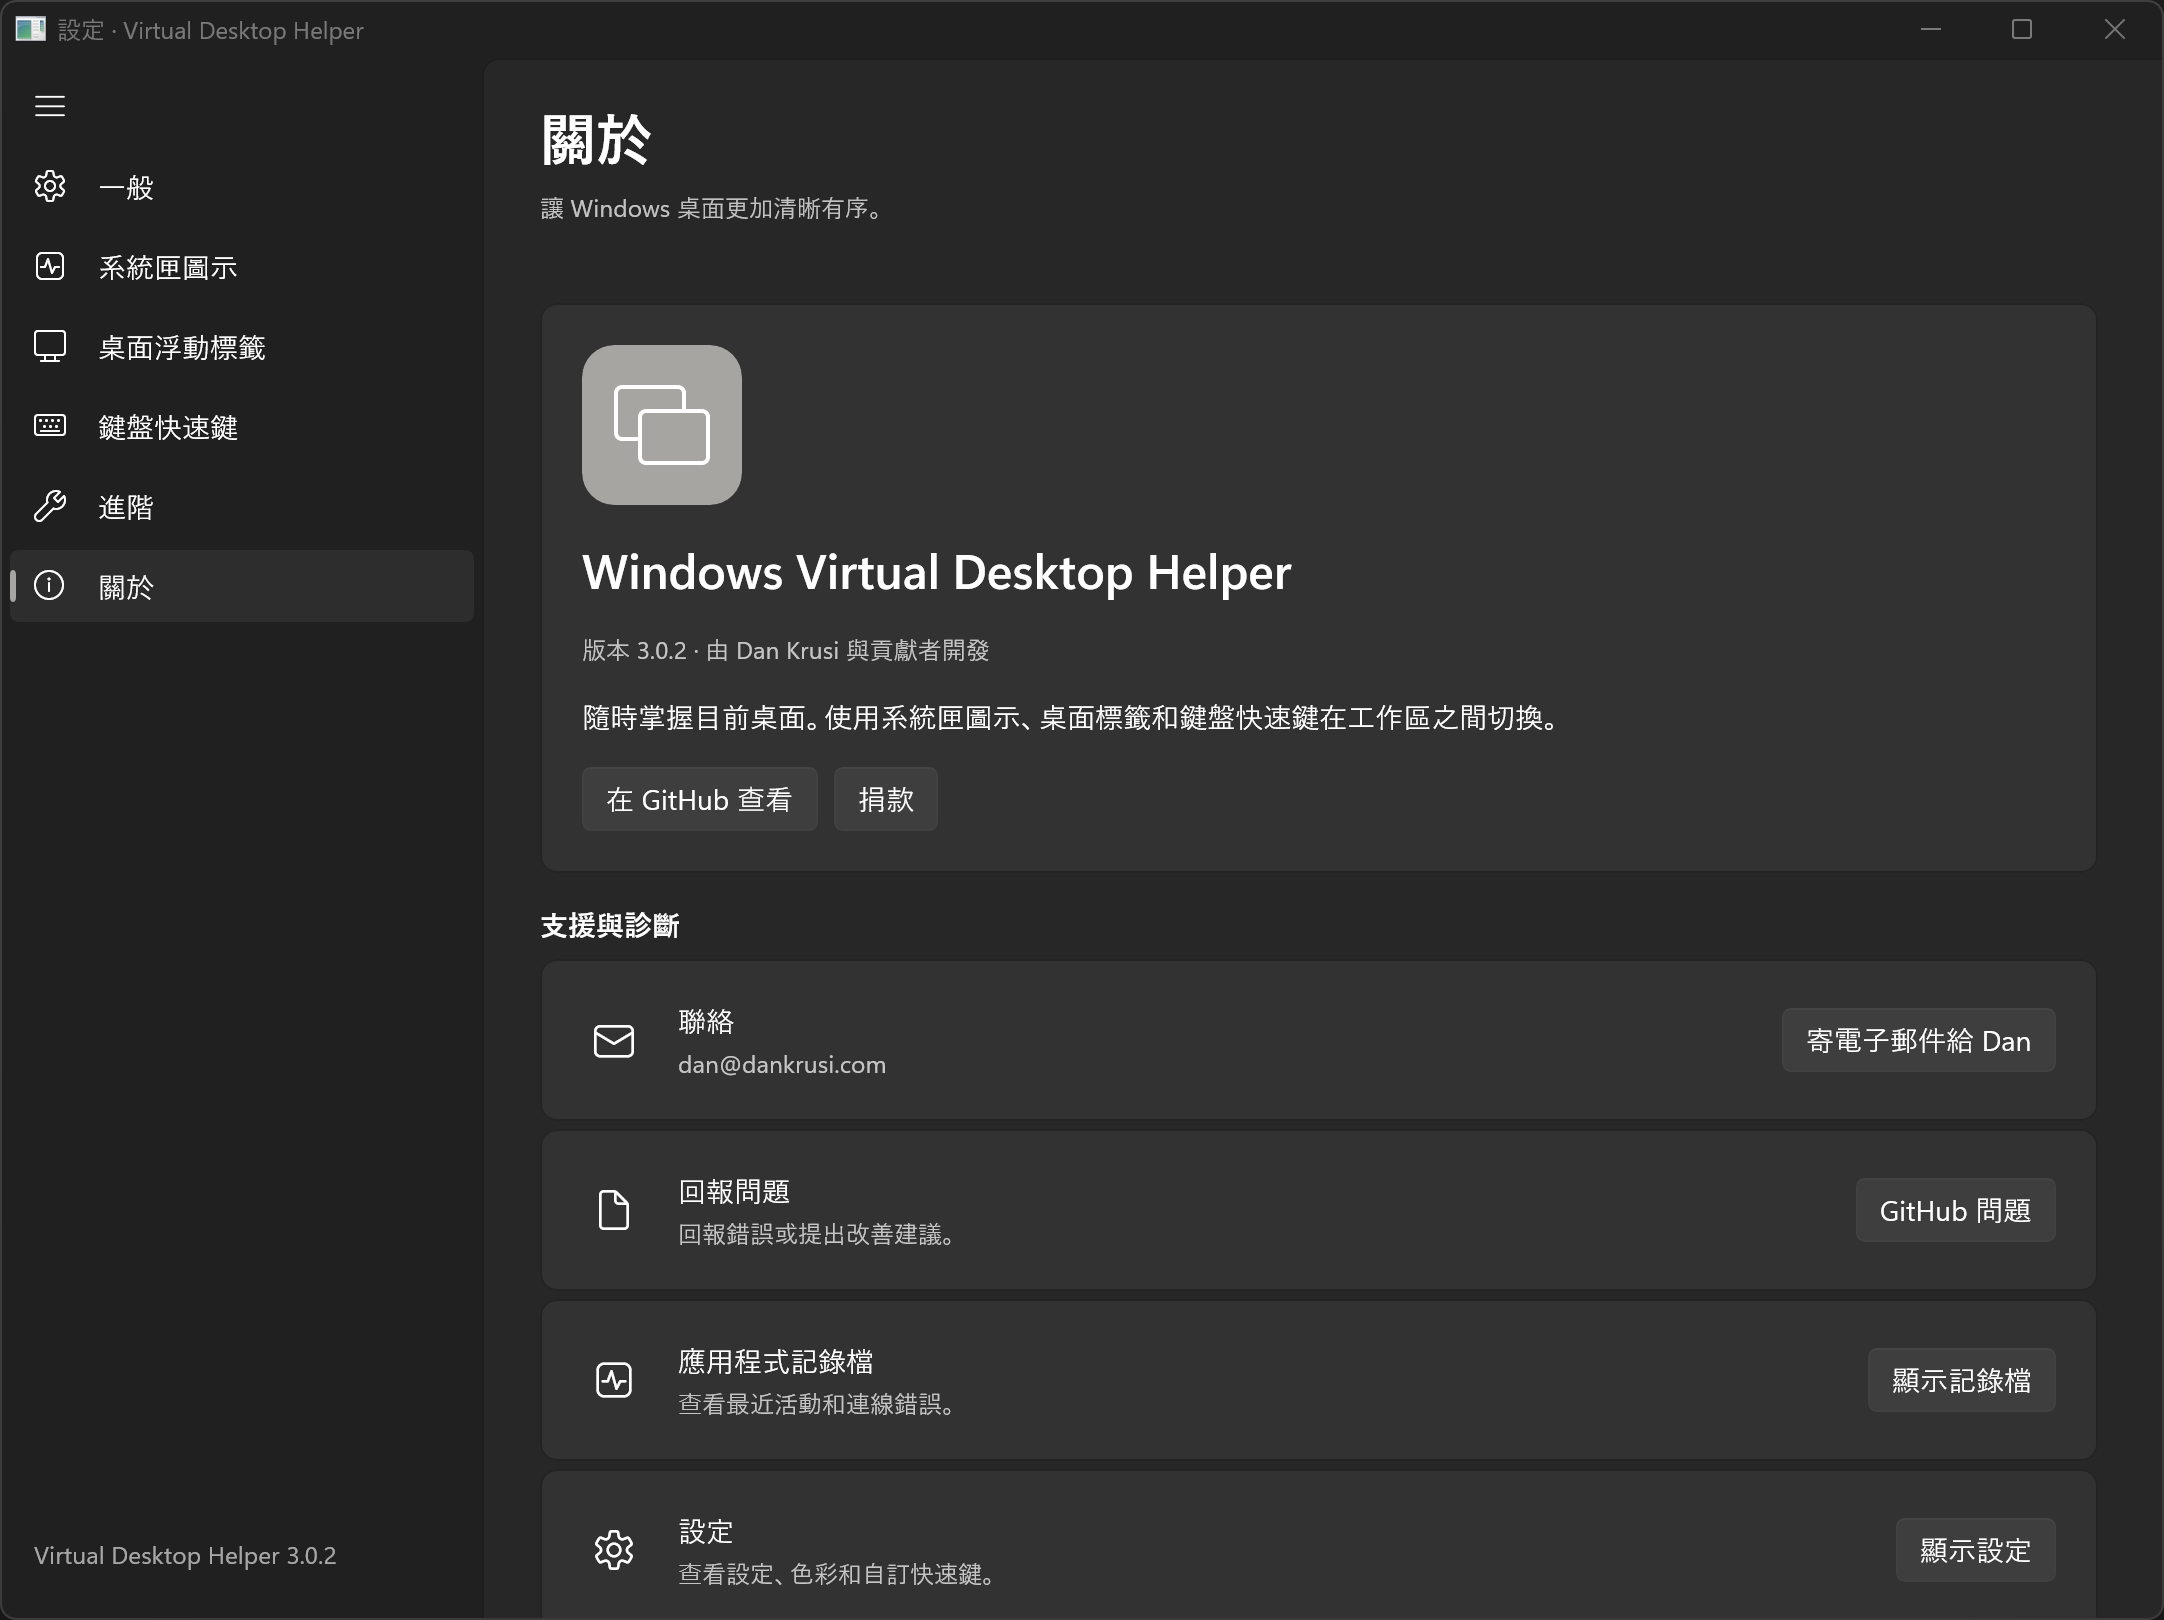 設定 · Virtual Desktop Helper
一般
系統匣圖示
桌面浮動標籤
鍵盤快速鍵
進階
關於
Virtual Desktop Helper 3.0.2
關於
讓 Windows 桌面更加清晰有序。
Windows Virtual Desktop Helper
版本 3.0.2 · 由 Dan Krusi 與貢獻者開發
隨時掌握目前桌面。使用系統匣圖示、桌面標籤和鍵盤快速鍵在工作區之間切換。
在 GitHub 查看
捐款
支援與診斷
聯絡
dan@dankrusi.com
寄電子郵件給 Dan
回報問題
回報錯誤或提出改善建議。
GitHub 問題
應用程式記錄檔
查看最近活動和連線錯誤。
顯示記錄檔
設定
查看設定、色彩和自訂快速鍵。
顯示設定